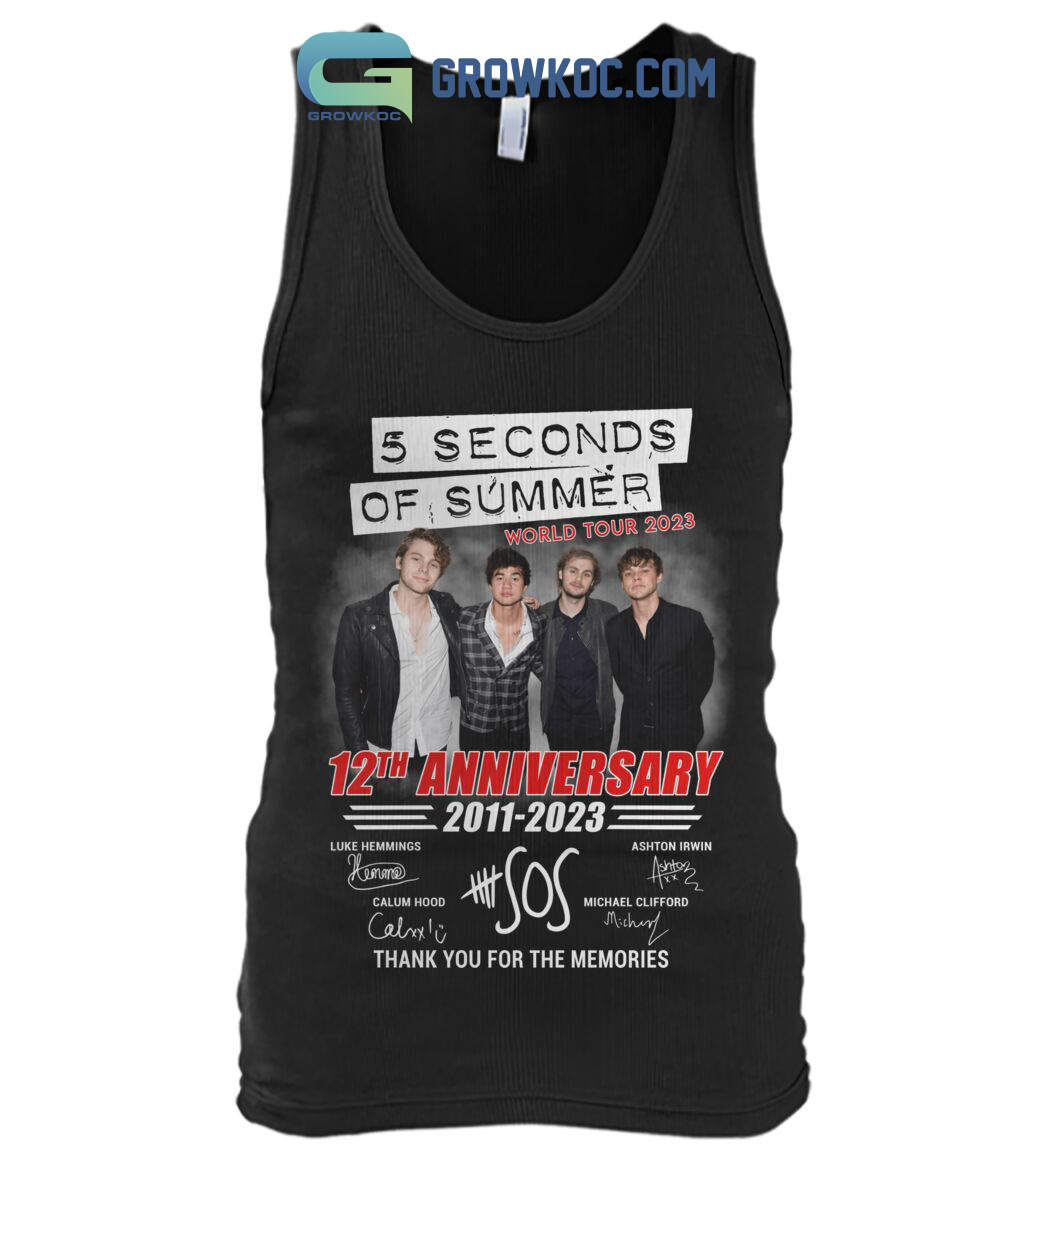 GROWKOC.COM
GROWKOC
5 SECONDS
OF SUMMER
WORLD TOUR 2023
12TH ANNIVERSARY
2011-2023
LUKE HEMMINGS
ASHTON IRWIN
CALUM HOOD
SOS
MICHAEL CLIFFORD
THANK YOU FOR THE MEMORIES